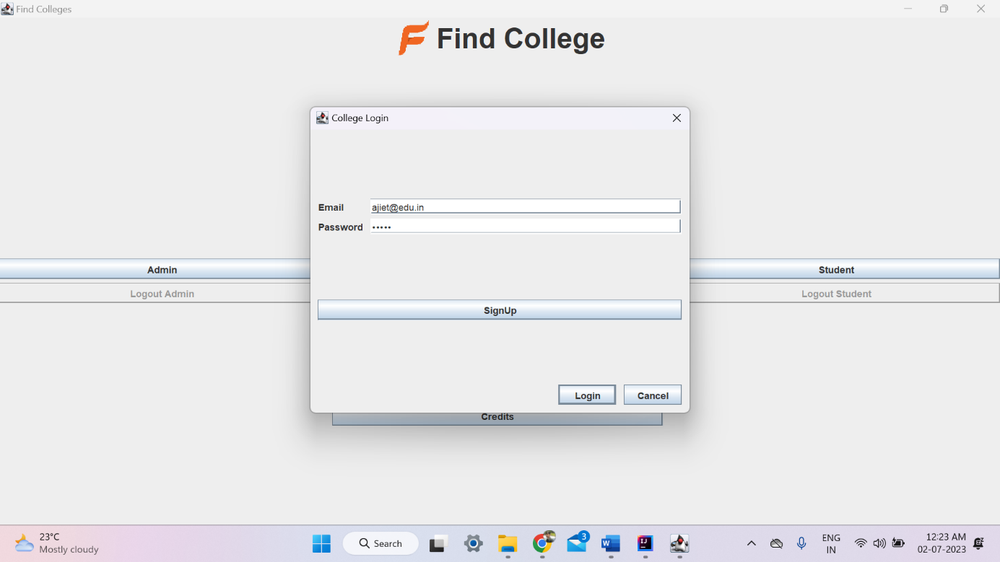 Find Colleges
Find College
College Login
Email
ajiet@edu.in
Password
•••••
Admin
Student
Logout Admin
Logout Student
SignUp
Login
Cancel
Credits
23°C
Mostly cloudy
Search
3
W
IJ
ENG
IN
12:23 AM
02-07-2023